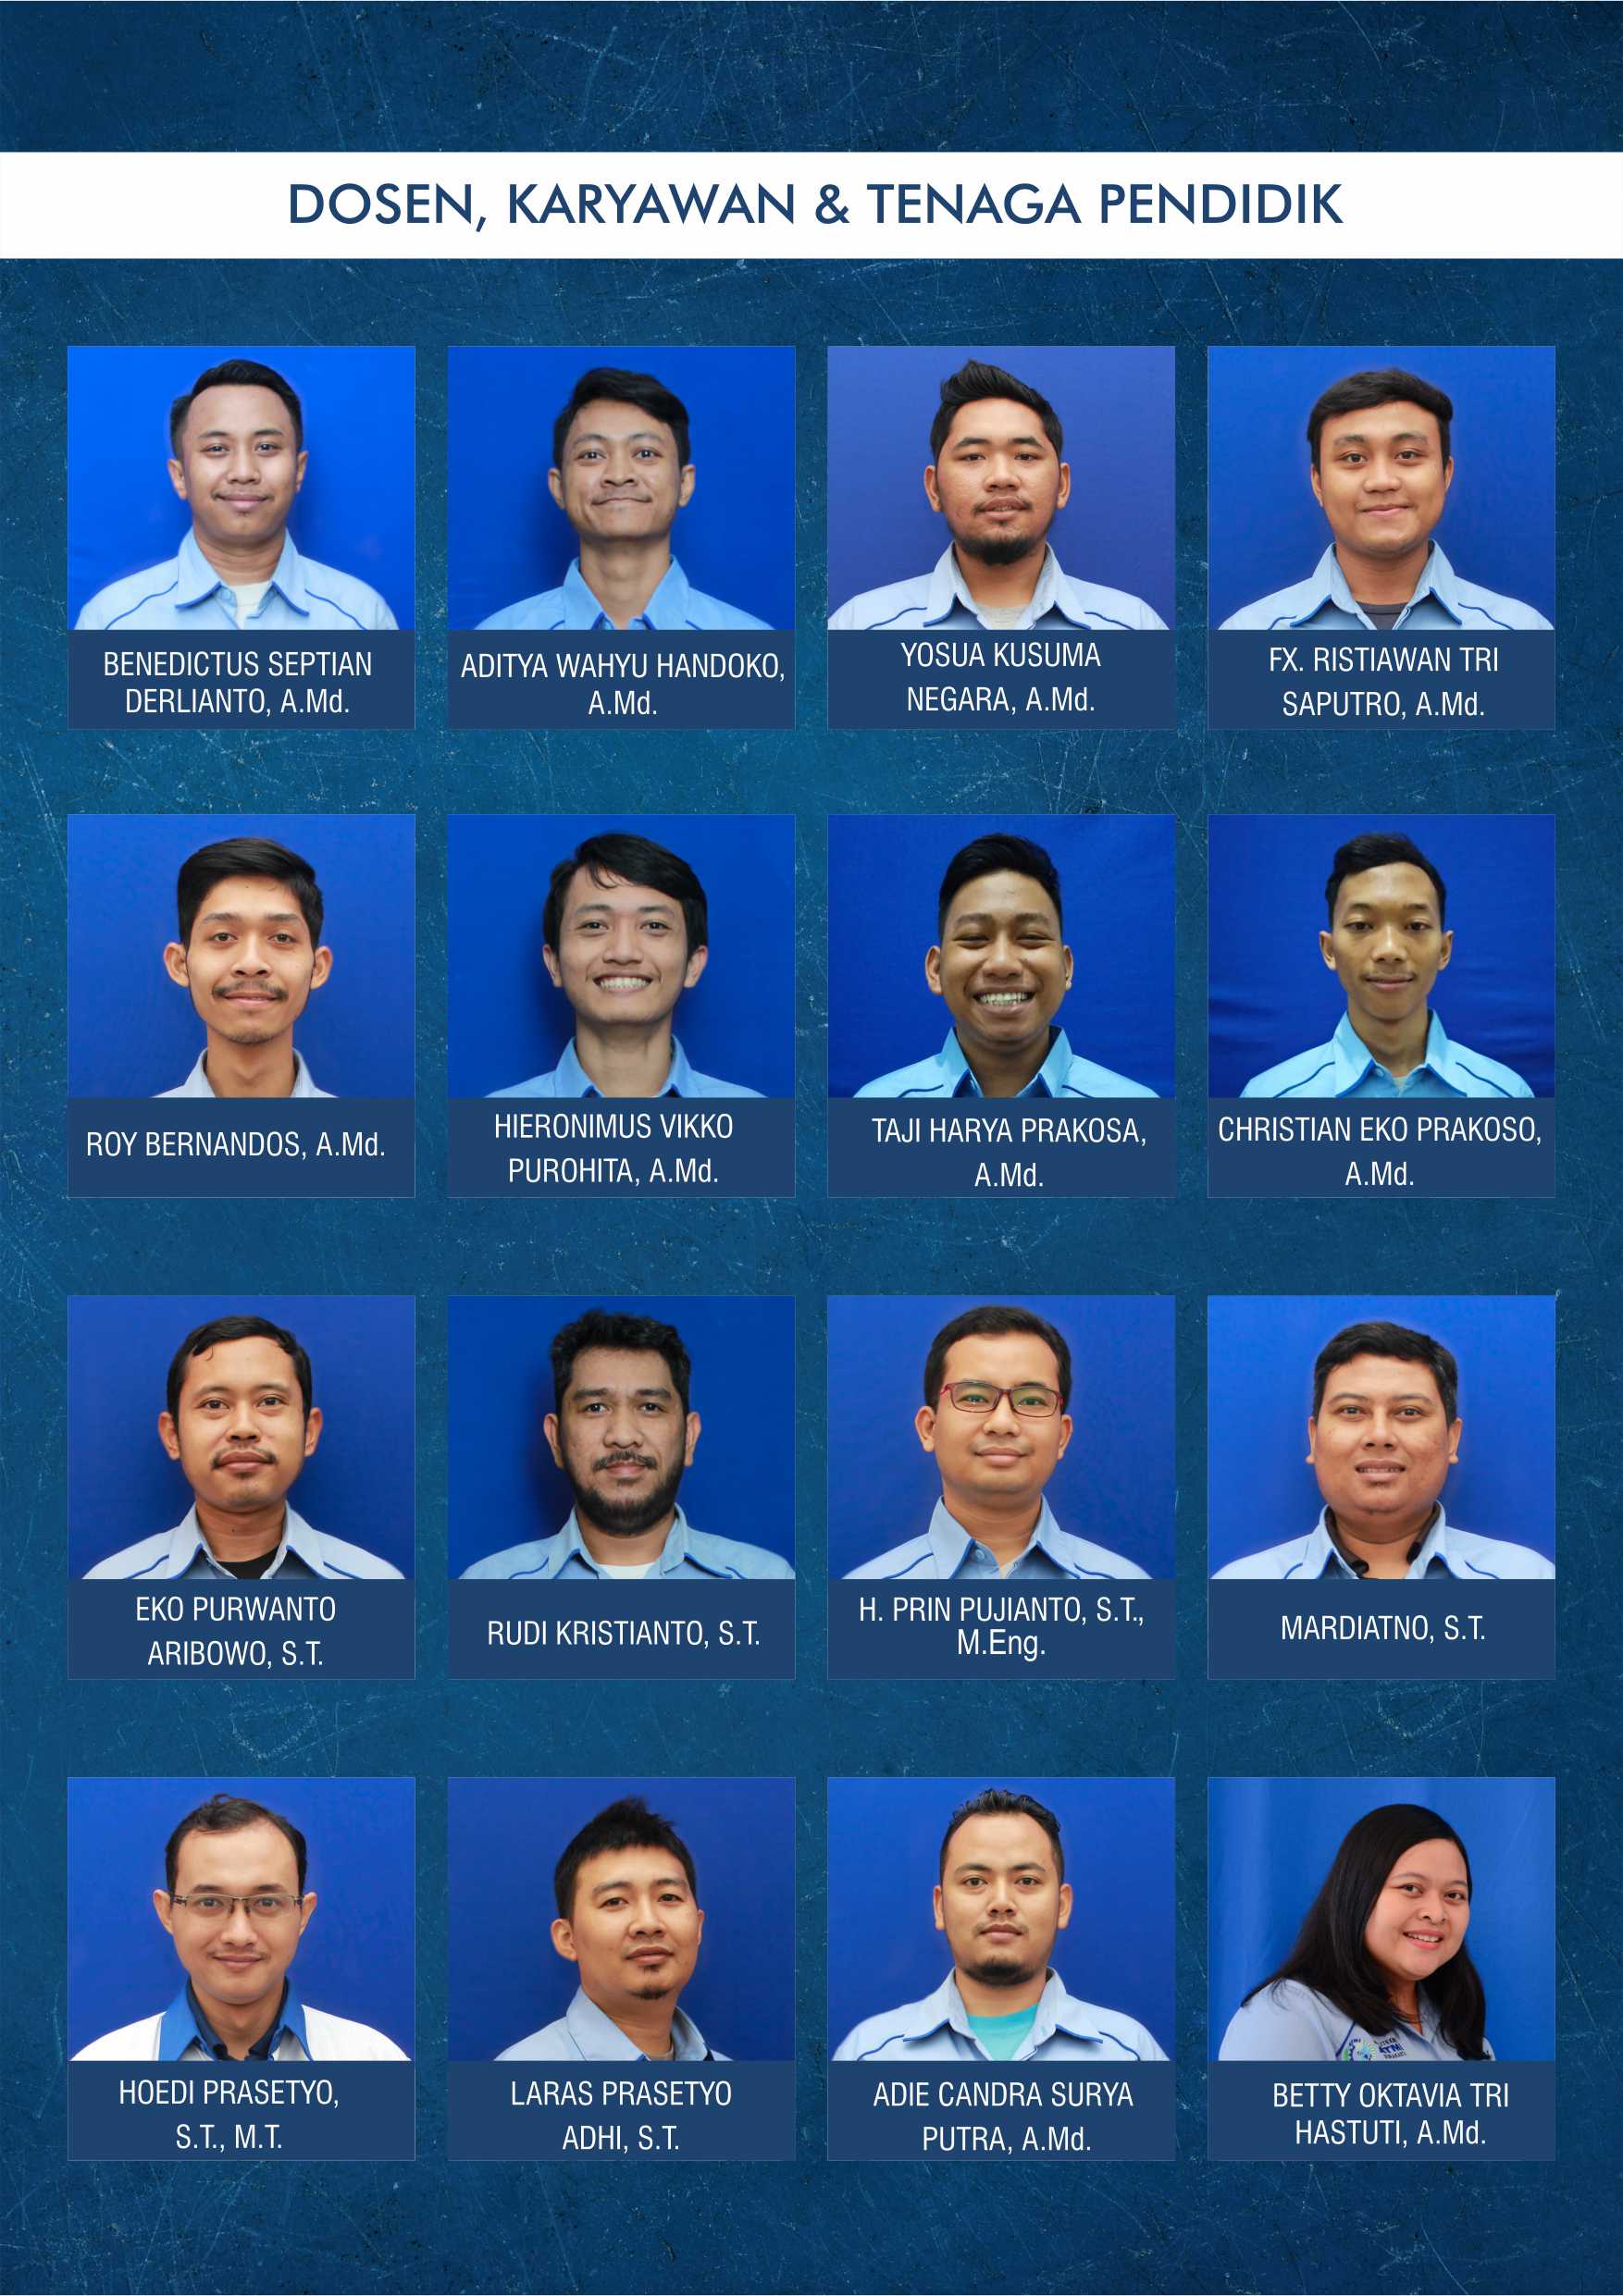 DOSEN, KARYAWAN & TENAGA PENDIDIK
BENEDICTUS SEPTIAN
DERLIANTO, A.Md.
ADITYA WAHYU HANDOKO,
A.Md.
YOSUA KUSUMA
NEGARA, A.Md.
FX. RISTIAWAN TRI
SAPUTRO, A.Md.
ROY BERNANDOS, A.Md.
HIERONIMUS VIKKO
PUROHITA, A.Md.
TAJI HARYA PRAKOSA,
A.Md.
CHRISTIAN EKO PRAKOSO,
A.Md.
EKO PURWANTO
ARIBOWO, S.T.
RUDI KRISTIANTO, S.T.
H. PRIN PUJIANTO, S.T.,
M.Eng.
MARDIATNO, S.T.
HOEDI PRASETYO,
S.T., M.T.
LARAS PRASETYO
ADHI, S.T.
ADIE CANDRA SURYA
PUTRA, A.Md.
ATMI
BETTY OKTAVIA TRI
HASTUTI, A.Md.